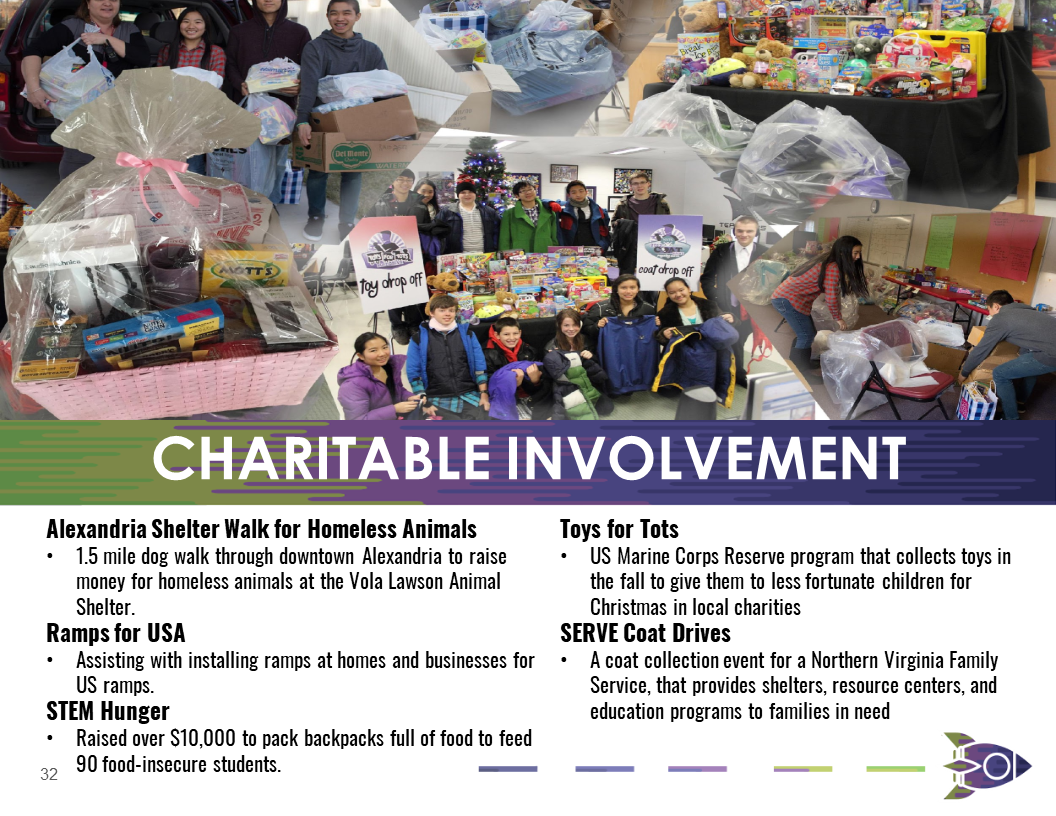 Break-
Ice
Del Monte
MOTT'S
toy drop off
coat drop off
CHARITABLE INVOLVEMENT
Alexandria Shelter Walk for Homeless Animals
• 1.5 mile dog walk through downtown Alexandria to raise
money for homeless animals at the Vola Lawson Animal
Shelter.
Ramps for USA
• Assisting with installing ramps at homes and businesses for
US ramps.
STEM Hunger
• Raised over $10,000 to pack backpacks full of food to feed
90 food-insecure students.
Toys for Tots
• US Marine Corps Reserve program that collects toys in
the fall to give them to less fortunate children for
Christmas in local charities
SERVE Coat Drives
• A coat collection event for a Northern Virginia Family
Service, that provides shelters, resource centers, and
education programs to families in need
32